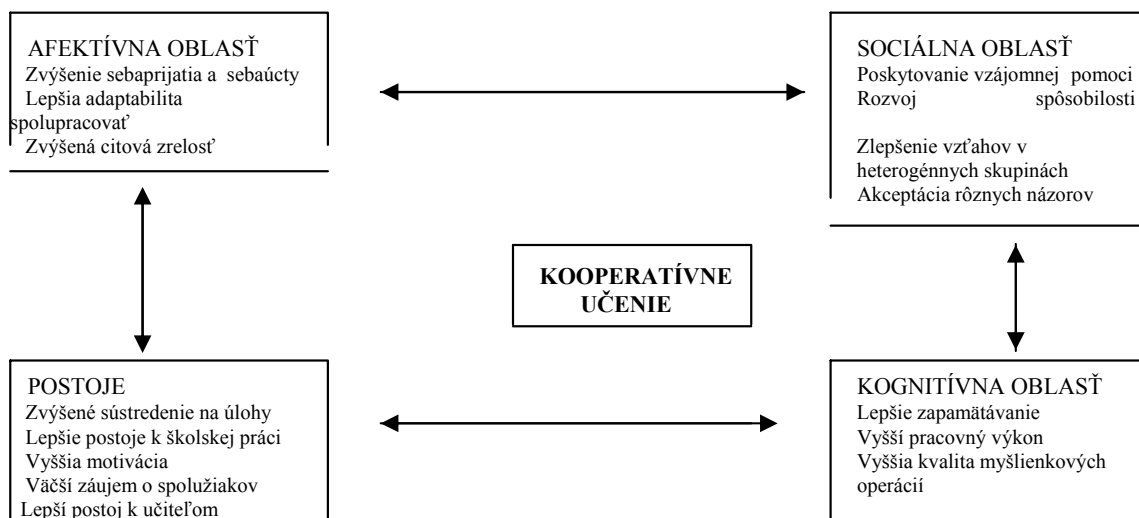 AFEKTÍVNA OBLASŤ
Zvýšenie sebaprijatia a sebaúcty
Lepšia adaptabilita
spolupracovať
Zvýšená citová zrelosť
SOCIÁLNA OBLASŤ
Poskytovanie vzájomnej pomoci
Rozvoj spôsobilosti
Zlepšenie vzťahov v
heterogénnych skupinách
Akceptácia rôznych názorov
KOOPERATÍVNE
UČENIE
POSTOJE
Zvýšené sústredenie na úlohy
Lepšie postoje k školskej práci
Vyššia motivácia
Väčší záujem o spolužiakov
Lepší postoj k učiteľom
KOGNITÍVNA OBLASŤ
Lepšie zapamätávanie
Vyšší pracovný výkon
Vyššia kvalita myšlienkových
operácií